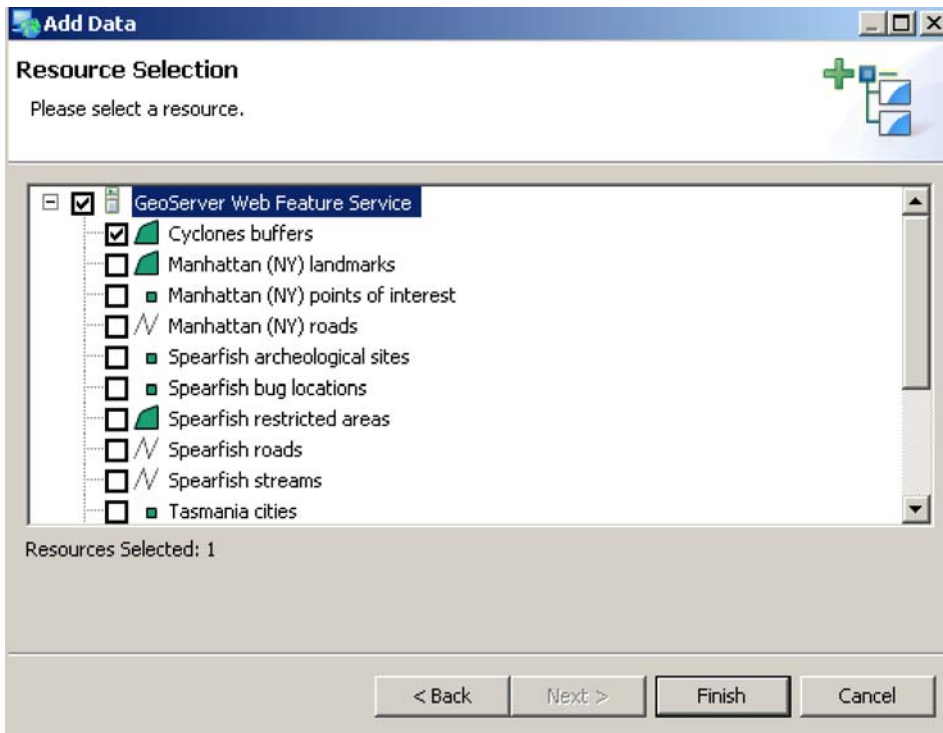 Add Data
Resource Selection
Please select a resource.
GeoServer Web Feature Service
Cyclones buffers
Manhattan (NY) landmarks
Manhattan (NY) points of interest
Manhattan (NY) roads
Spearfish archeological sites
Spearfish bug locations
Spearfish restricted areas
Spearfish roads
Spearfish streams
Tasmania cities
Resources Selected: 1
< Back Next > Finish Cancel